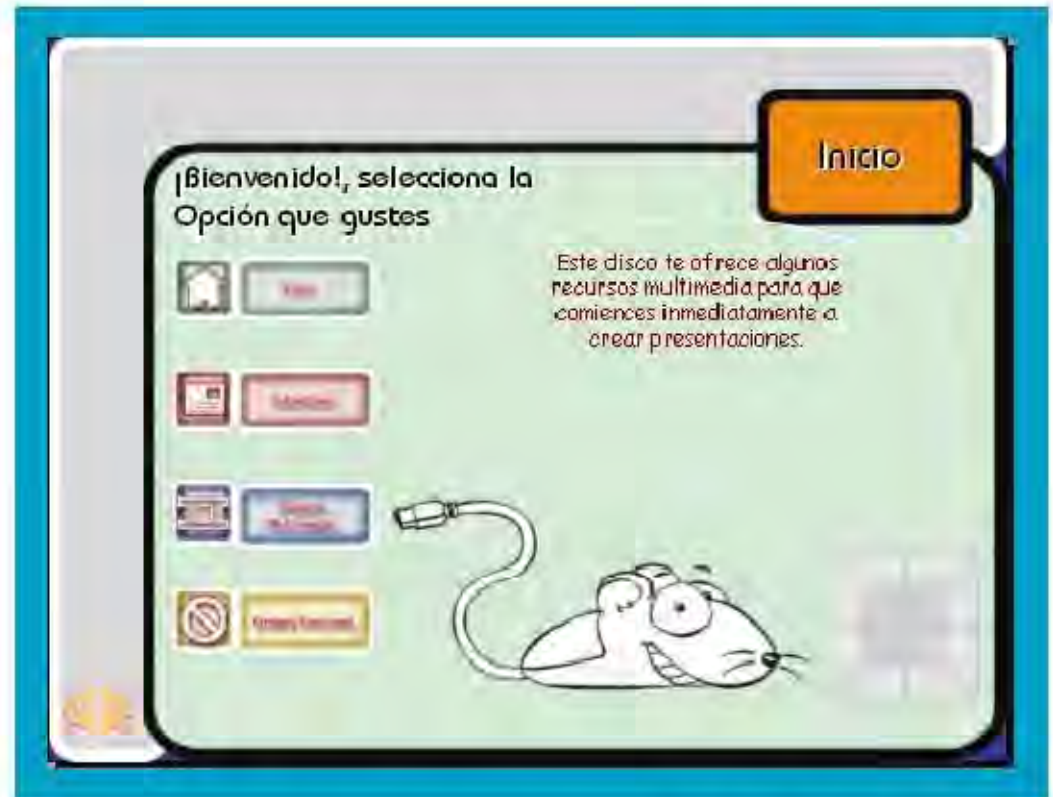 Inicio
¡Bienvenido!, selecciona la
Opción que gustes
Este disco te ofrece algunos
recursos multimedia para que
comiences inmediatamente a
crear presentaciones.